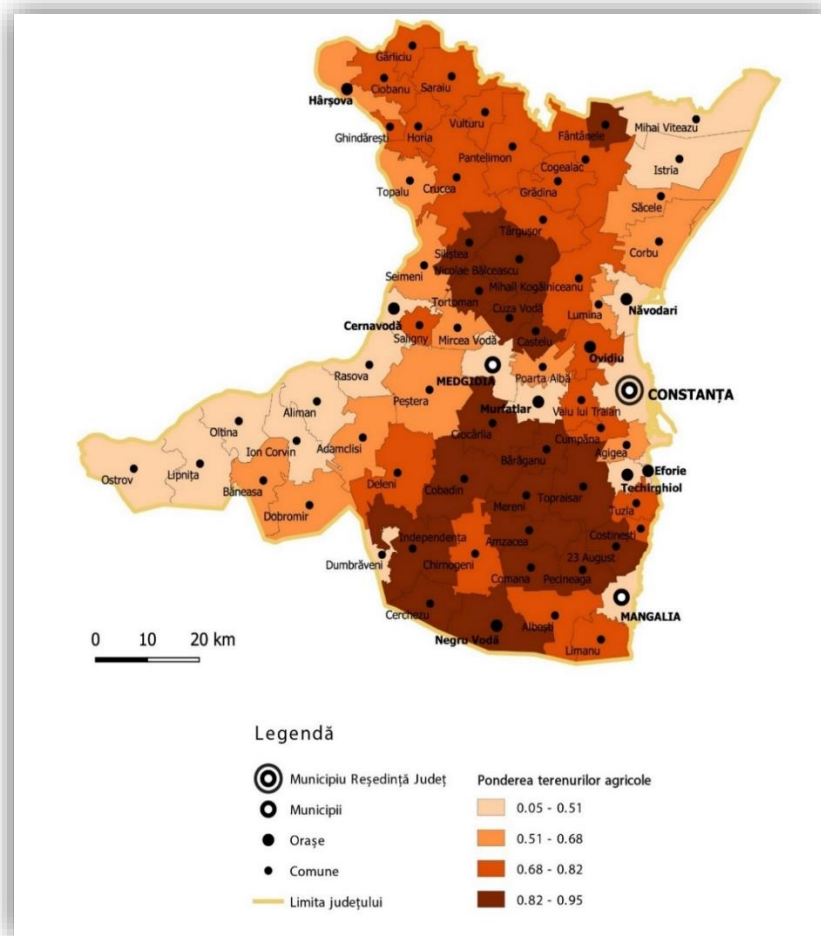 Gârliciu
Ciobanu
Saraiu
Hârșova
Ghindărești
Horia
Vulturu
Fântânele
Mihai Viteazu
Pantelimon
Cogealac
Istria
Topalu
Crucea
Grădina
Săcele
Târgușor
Corbu
Siliștea
Nicolae Bălcescu
Seimeni
Mihail Kogălniceanu
Tortoman
Cernavodă
Cuza Vodă
Lumina
Năvodari
Saligny
Mircea Vodă
Castelu
Ovidiu
Rasova
MEDGIDIA
Poarta Albă
CONSTANȚA
Peștera
Murfatlar
Valu lui Traian
Aliman
Ciocârlia
Cumpăna
Oltina
Ion Corvin
Adamclisi
Bărăganu
Agigea
Ostrov
Lipnița
Eforie
Băneasa
Deleni
Cobadin
Topraisar
Techirghiol
Dobromir
Mereni
Tuzla
Independența
Amzacea
Costinești
Dumbrăveni
Chirnogeni
23 August
Comana
Pecineaga
Cerchezu
MANGALIA
Negru Vodă
Albești
Limanu
0 10 20 km
Legendă
Municipiu Reședință Județ
Municipii
Orașe
Comune
Limita județului
Ponderea terenurilor agricole
0.05 - 0.51
0.51 - 0.68
0.68 - 0.82
0.82 - 0.95